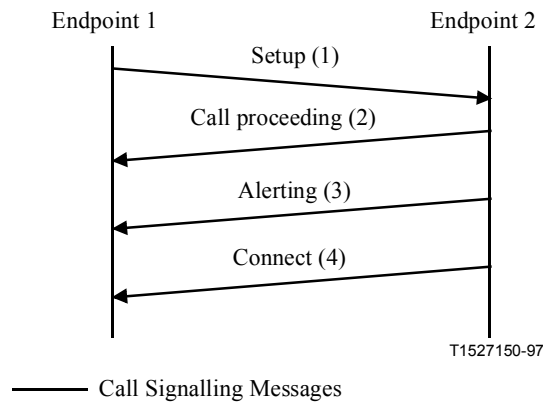 Endpoint 1
Endpoint 2
Setup (1)
Call proceeding (2)
Alerting (3)
Connect (4)
T1527150-97
Call Signalling Messages